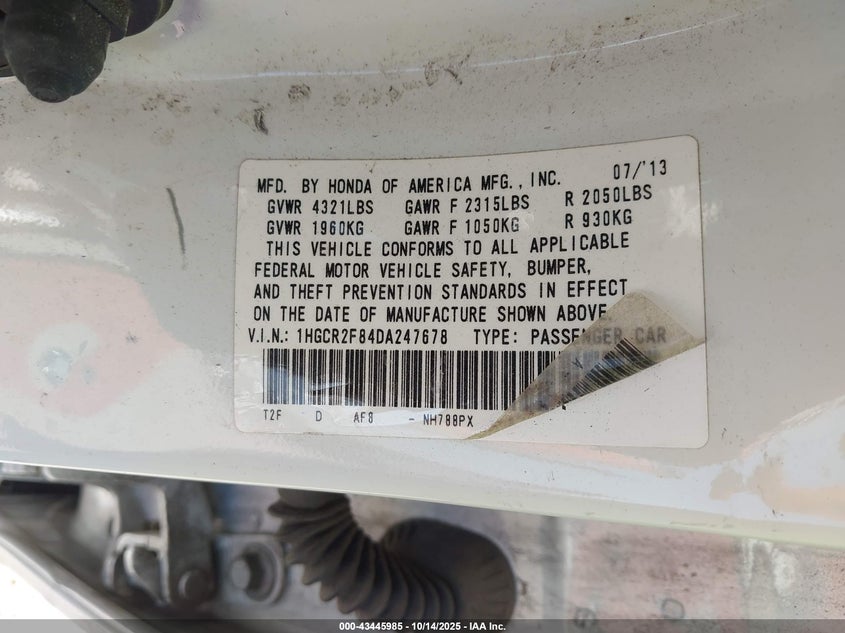 MFD. BY HONDA OF AMERICA MFG., INC. 07/'13
GVWR 4321LBS GAWR F 2315LBS R 2050LBS
GVWR 1960KG GAWR F 1050KG R 930KG
THIS VEHICLE CONFORMS TO ALL APPLICABLE
FEDERAL MOTOR VEHICLE SAFETY, BUMPER,
AND THEFT PREVENTION STANDARDS IN EFFECT
ON THE DATE OF MANUFACTURE SHOWN ABOVE.
V.I.N.: 1HGCR2F84DA247678 TYPE: PASSENGER CAR
T2F D AF8 - NH788PX
000-43445985 - 10/14/2025 - IAA Inc.